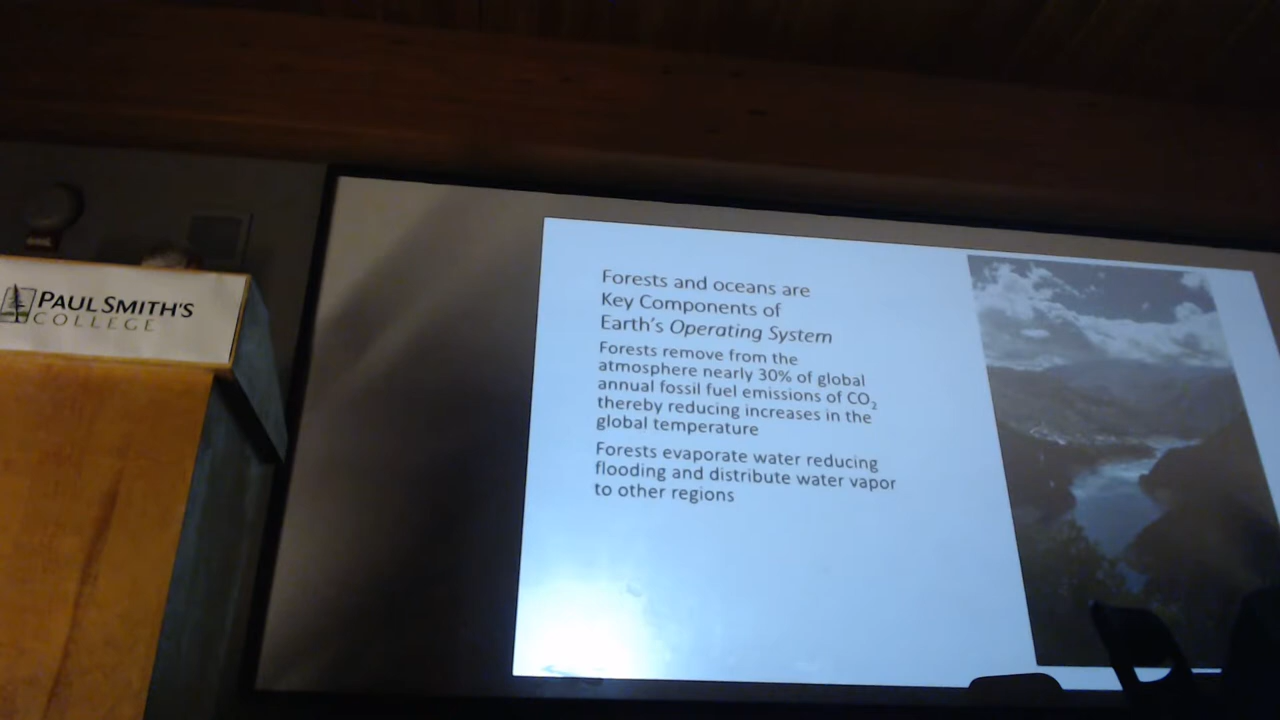 PAUL SMITH'S
COLLEGE
Forests and oceans are
Key Components of
Earth's Operating System
Forests remove from the
atmosphere nearly 30% of global
annual fossil fuel emissions of CO₂
thereby reducing increases in the
global temperature
Forests evaporate water reducing
flooding and distribute water vapor
to other regions